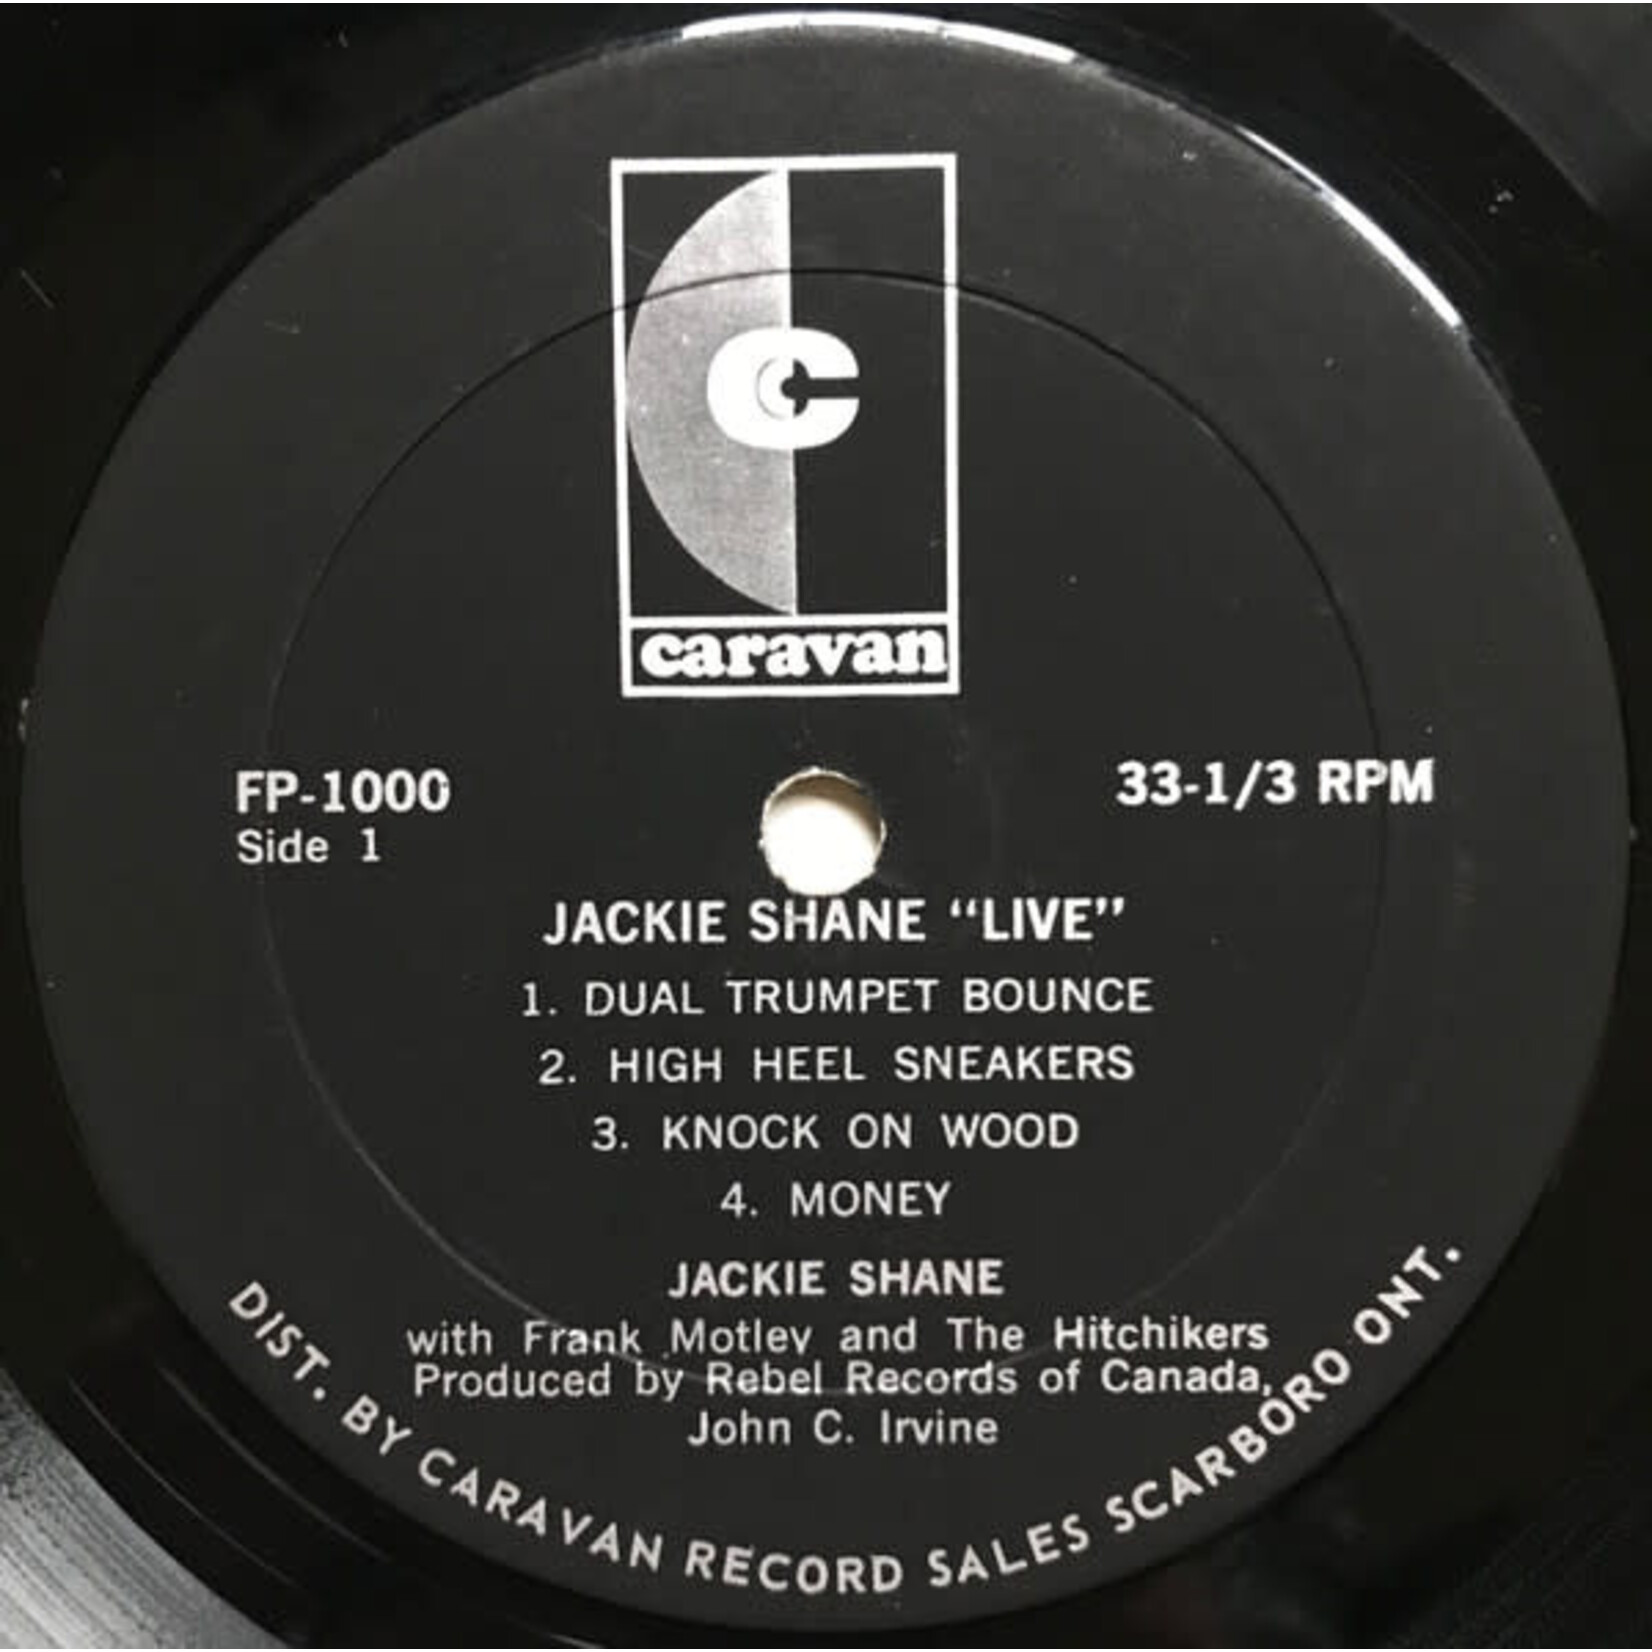 C
caravan
FP-1000
Side 1
33-1/3 RPM
JACKIE SHANE “LIVE”
1. DUAL TRUMPET BOUNCE
2. HIGH HEEL SNEAKERS
3. KNOCK ON WOOD
4. MONEY
JACKIE SHANE
with Frank Motley and The Hitchikers
Produced by Rebel Records of Canada,
John C. Irvine
DIST. BY CARAVAN RECORD SALES SCARBORO ONT.